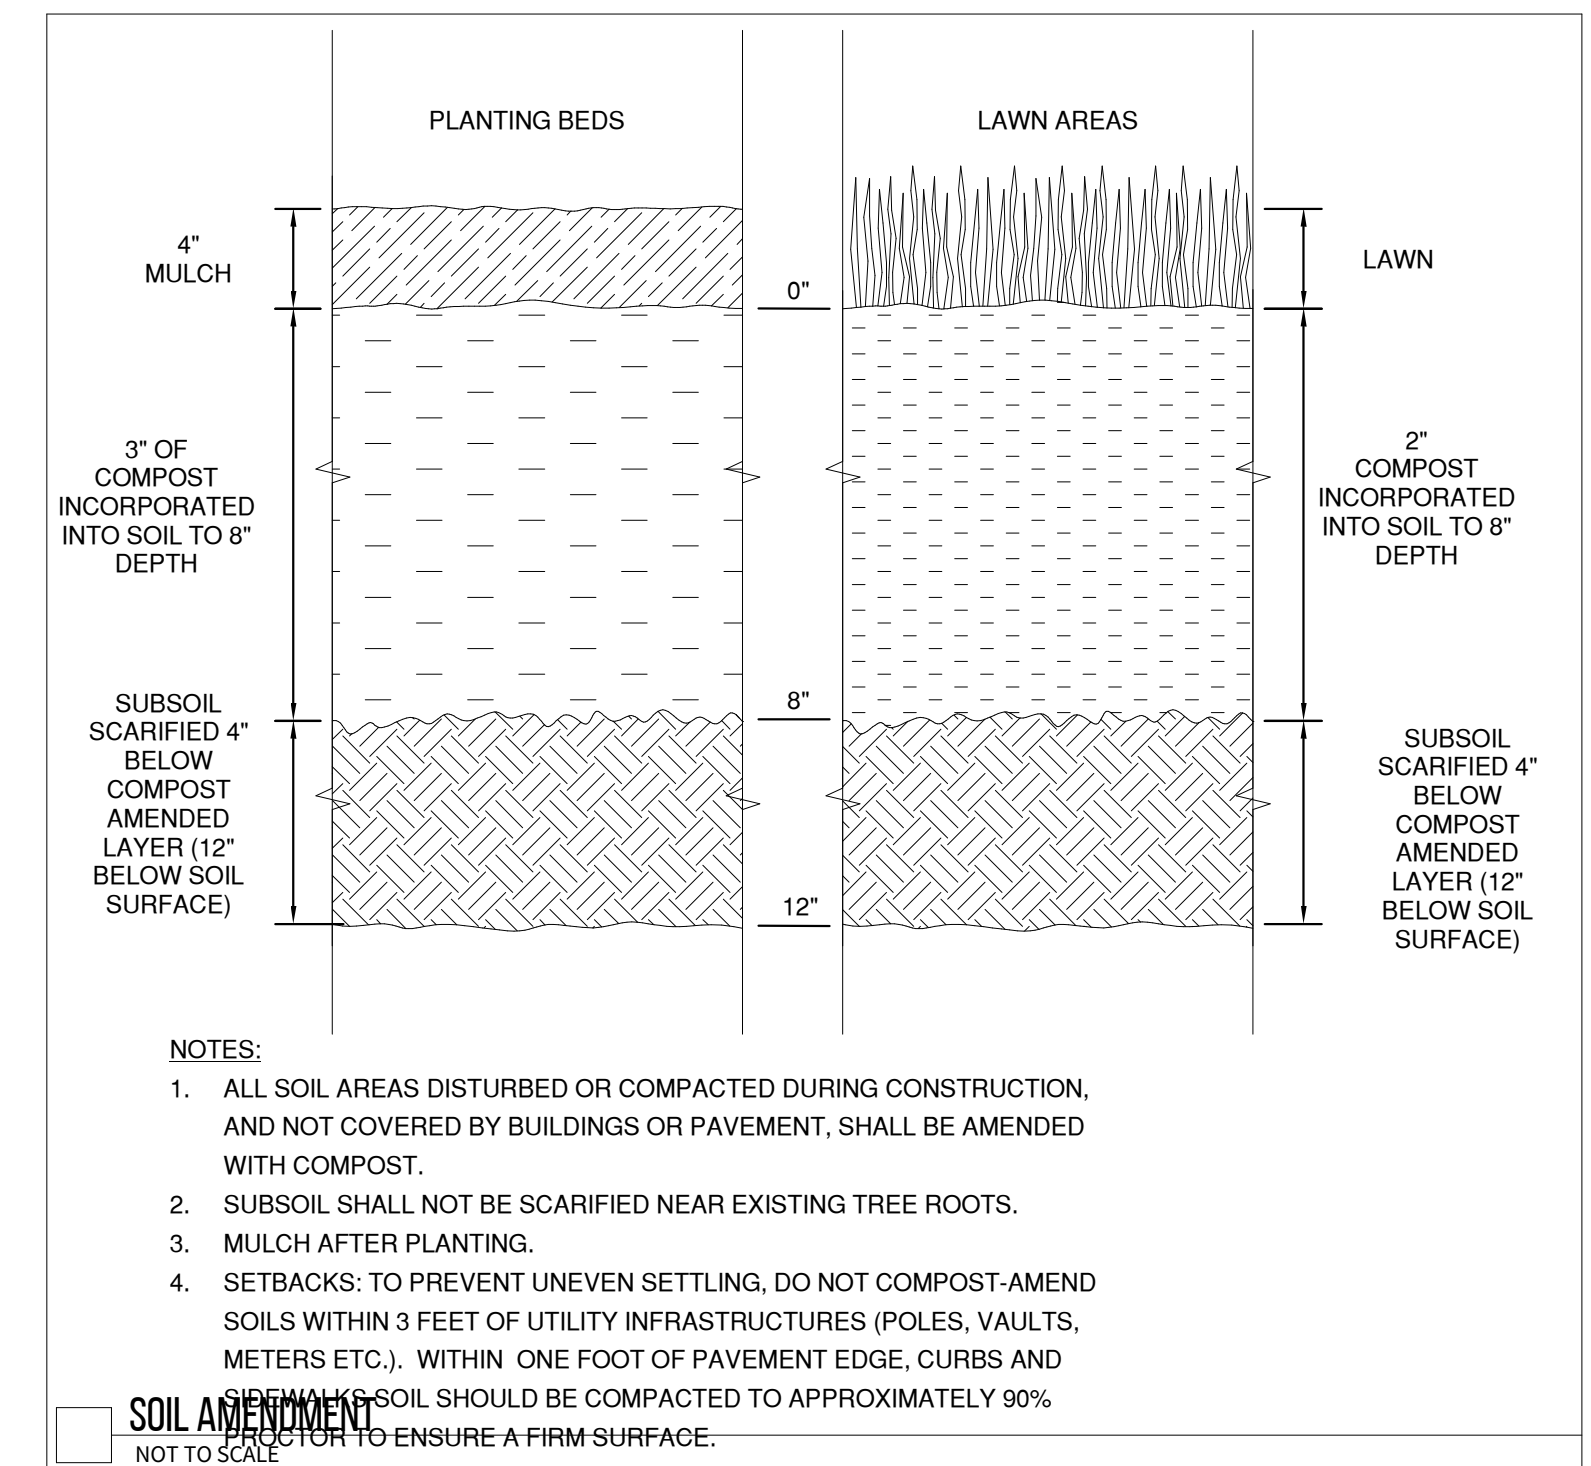 PLANTING BEDS
LAWN AREAS
4"
MULCH
0"
LAWN
3" OF
COMPOST
INCORPORATED
INTO SOIL TO 8"
DEPTH
2"
COMPOST
INCORPORATED
INTO SOIL TO 8"
DEPTH
8"
SUBSOIL
SCARIFIED 4"
BELOW
COMPOST
AMENDED
LAYER (12"
BELOW SOIL
SURFACE)
12"
SUBSOIL
SCARIFIED 4"
BELOW
COMPOST
AMENDED
LAYER (12"
BELOW SOIL
SURFACE)
NOTES:
1. ALL SOIL AREAS DISTURBED OR COMPACTED DURING CONSTRUCTION,
AND NOT COVERED BY BUILDINGS OR PAVEMENT, SHALL BE AMENDED
WITH COMPOST.
2. SUBSOIL SHALL NOT BE SCARIFIED NEAR EXISTING TREE ROOTS.
3. MULCH AFTER PLANTING.
4. SETBACKS: TO PREVENT UNEVEN SETTLING, DO NOT COMPOST-AMEND
SOILS WITHIN 3 FEET OF UTILITY INFRASTRUCTURES (POLES, VAULTS,
METERS ETC.). WITHIN ONE FOOT OF PAVEMENT EDGE, CURBS AND
SIDEWALKS SOIL SHOULD BE COMPACTED TO APPROXIMATELY 90%
PROCTOR TO ENSURE A FIRM SURFACE.
SOIL AMENDMENT
NOT TO SCALE